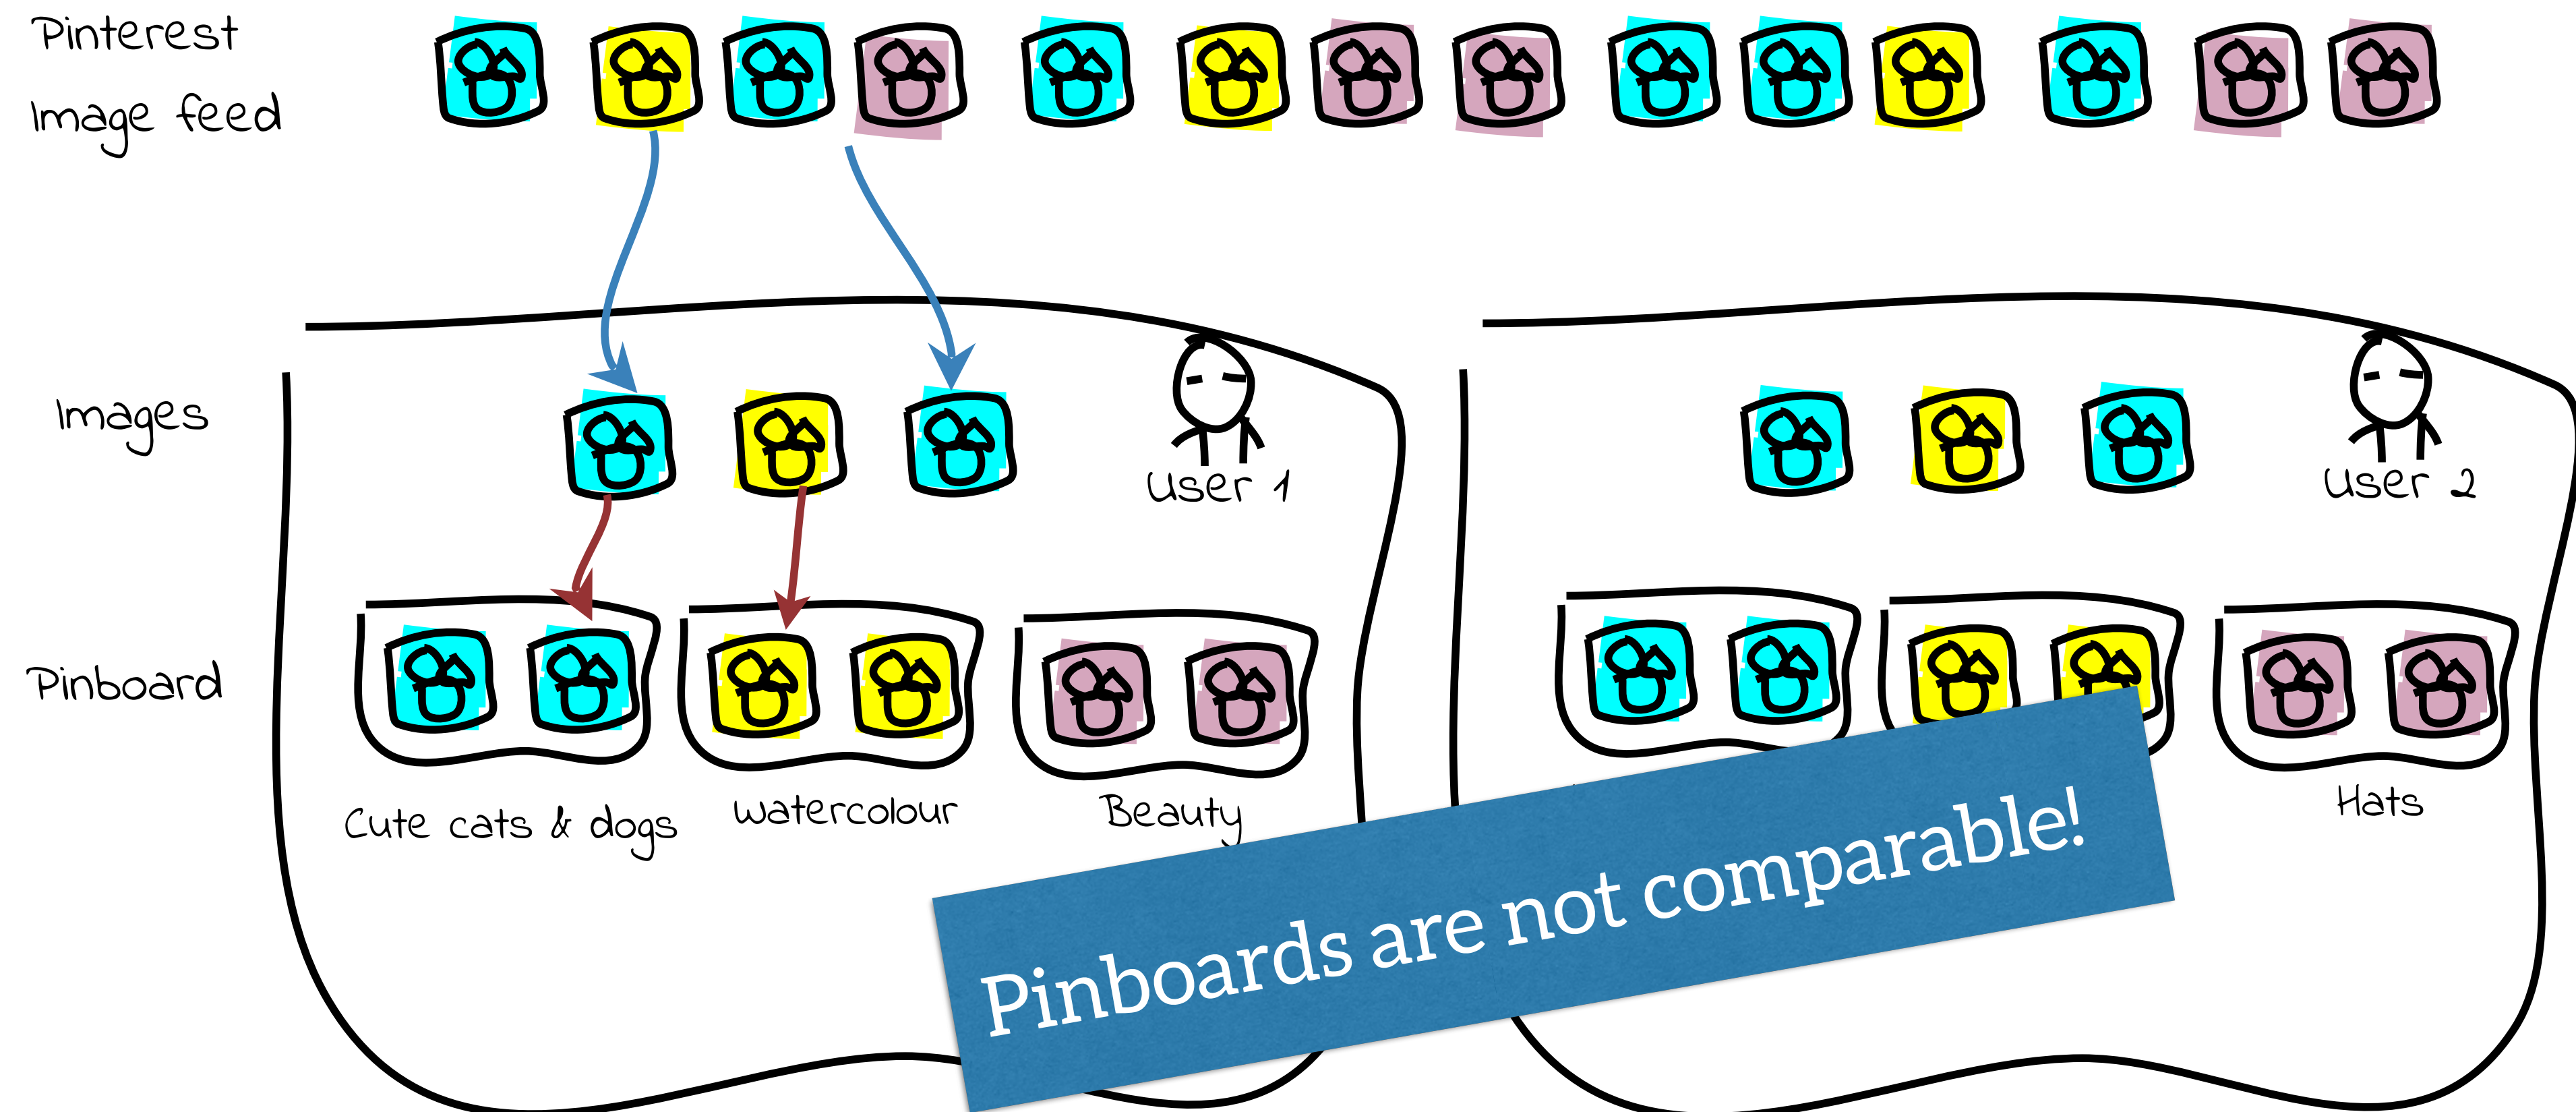 Pinterest
Image feed
Images
User 1
User 2
Pinboard
Cute cats & dogs
Watercolour
Beauty
Hats
Pinboards are not comparable!